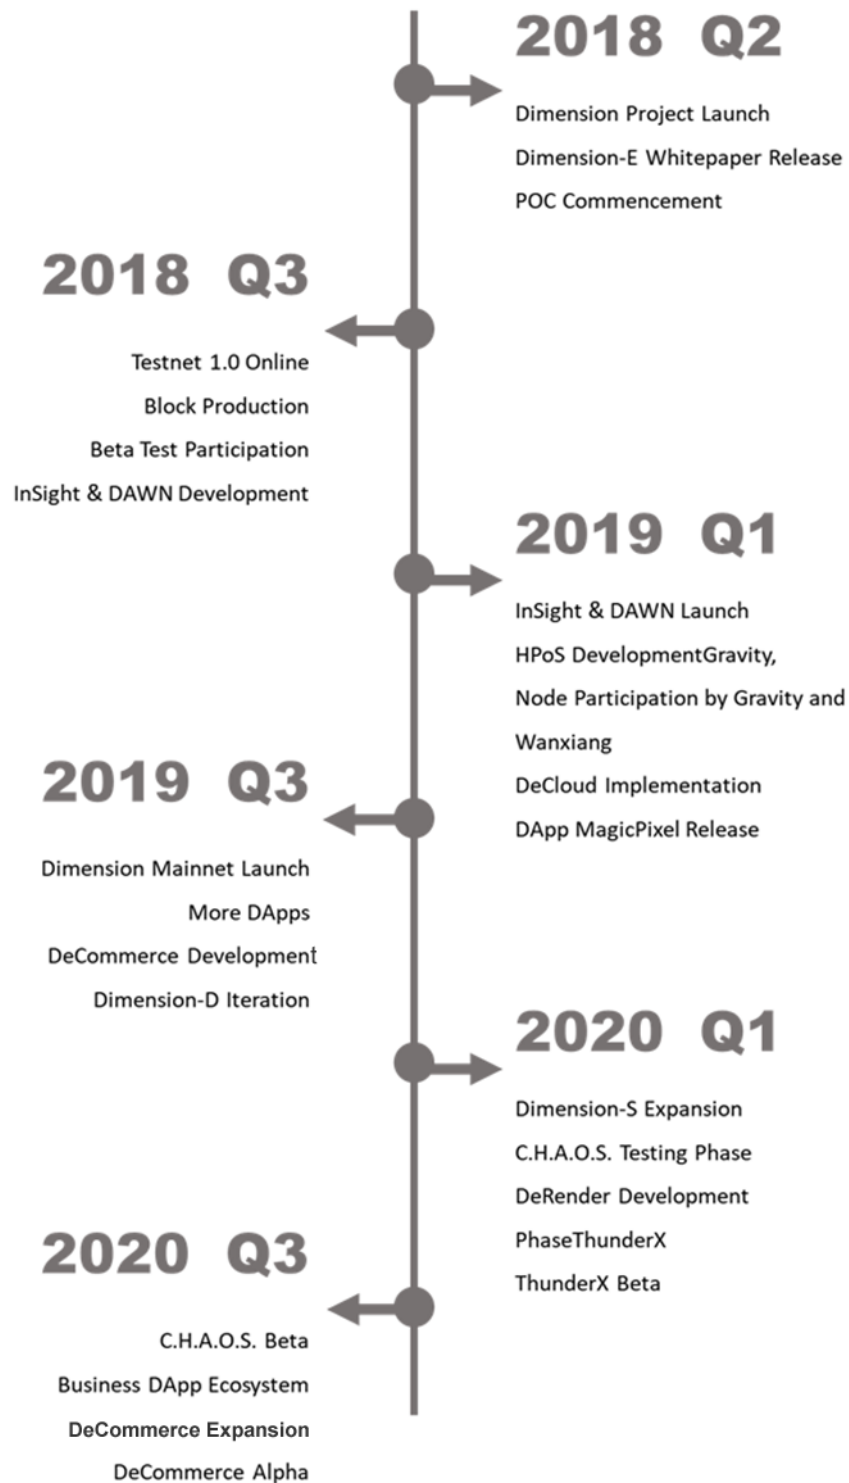 2018 Q2
Dimension Project Launch
Dimension-E Whitepaper Release
POC Commencement
2018 Q3
Testnet 1.0 Online
Block Production
Beta Test Participation
InSight & DAWN Development
2019 Q1
InSight & DAWN Launch
HPoS DevelopmentGravity,
Node Participation by Gravity and
Wanxiang
DeCloud Implementation
DApp MagicPixel Release
2019 Q3
Dimension Mainnet Launch
More DApps
DeCommerce Development
Dimension-D Iteration
2020 Q1
Dimension-S Expansion
C.H.A.O.S. Testing Phase
DeRender Development
PhaseThunderX
ThunderX Beta
2020 Q3
C.H.A.O.S. Beta
Business DApp Ecosystem
DeCommerce Expansion
DeCommerce Alpha